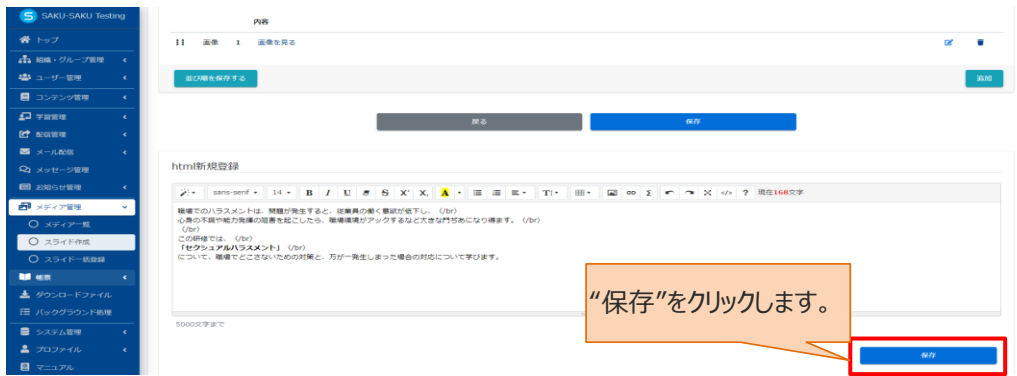 SAKU-SAKU Testing
トップ
組織・グループ管理
ユーザー管理
コンテンツ管理
学習管理
配信管理
メール配信
メッセージ管理
お知らせ管理
メディア管理
メディア一覧
スライド作成
スライド一括登録
帳票
ダウンロードファイル
バックグラウンド処理
システム管理
プロファイル
マニュアル
内容
画像 1 画像を見る
並び順を保存する
追加
戻る
保存
html新規登録
sans-serif 14 B I U S X² X₂ A </> ? 現在168文字
職場でのハラスメントは、問題が発生すると、従業員の働く意欲が低下し、〈/br〉
心身の不調や能力発揮の阻害を起こしたら、職場環境がアックするなど大きな門ぢあになり得ます。〈/br〉
〈/br〉
この研修では、〈/br〉
「セクシュアルハラスメント」〈/br〉
について、職場でどこさないための対策と、万が一発生しまった場合の対応について学びます。
5000文字まで
“保存”をクリックします。
保存